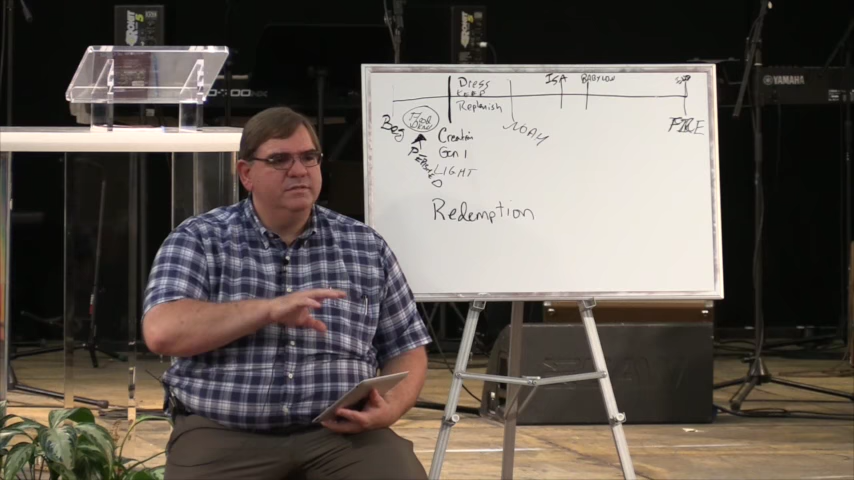 Dress
KEEP
Replenish
ISA
BABYLON
Beg
NOAH
FIRE
Creation
Gen 1
LIGHT
Redemption
YAMAHA